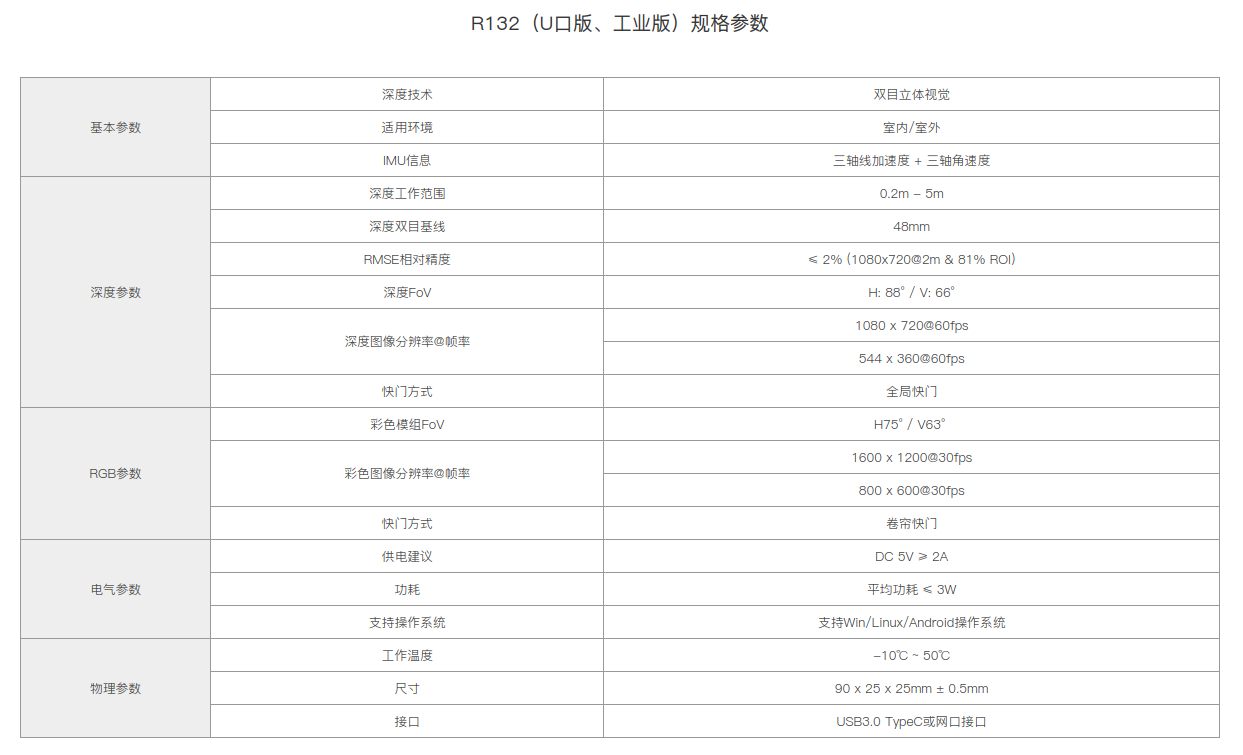 R132（U口版、工业版）规格参数
基本参数
深度技术
双目立体视觉
适用环境
室内/室外
IMU信息
三轴线加速度 + 三轴角速度
深度参数
深度工作范围
0.2m – 5m
深度双目基线
48mm
RMSE相对精度
⩽ 2% (1080x720@2m & 81% ROI)
深度FoV
H: 88° / V: 66°
深度图像分辨率@帧率
1080 x 720@60fps
544 x 360@60fps
快门方式
全局快门
RGB参数
彩色模组FoV
H75° / V63°
彩色图像分辨率@帧率
1600 x 1200@30fps
800 x 600@30fps
快门方式
卷帘快门
电气参数
供电建议
DC 5V ⩾ 2A
功耗
平均功耗 ⩽ 3W
支持操作系统
支持Win/Linux/Android操作系统
物理参数
工作温度
–10℃ ~ 50℃
尺寸
90 x 25 x 25mm ± 0.5mm
接口
USB3.0 TypeC或网口接口